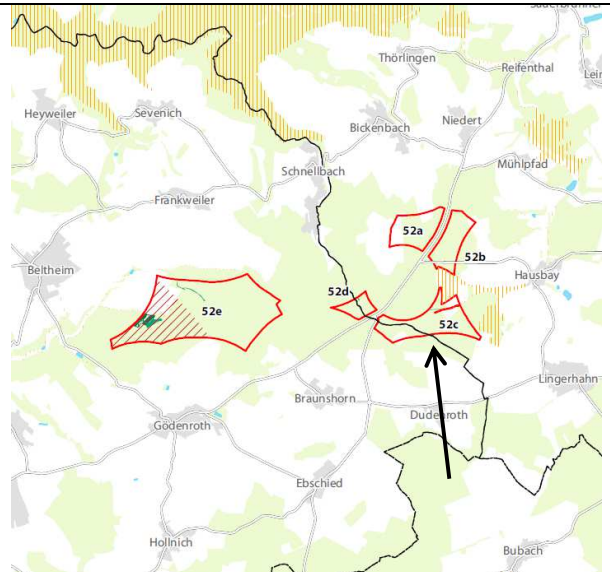 Thörlingen
Reifenthal
Heyweiler
Sevenich
Bickenbach
Niedert
Mühlpfad
Schnellbach
Frankweiler
52a
52b
Beltheim
Hausbay
52d
52e
52c
Lingerhahn
Braunshorn
Dudenroth
Gödenroth
Ebschied
Hollnich
Bubach